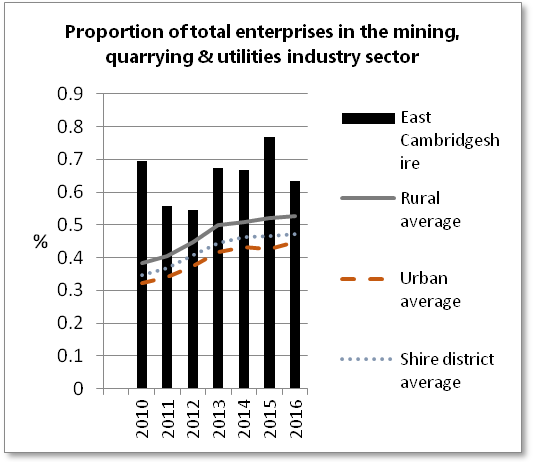 Proportion of total enterprises in the mining,
quarrying & utilities industry sector
0.9
0.8
0.7
0.6
0.5
0.4
0.3
0.2
0.1
0
%
2010
2011
2012
2013
2014
2015
2016
East
Cambridgesh
ire
Rural
average
Urban
average
Shire district
average